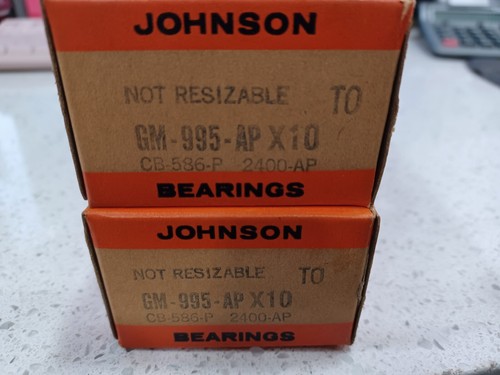 JOHNSON
NOT RESIZABLE TO
GM-995-AP X10
CB-586-P 2400-AP
BEARINGS
JOHNSON
NOT RESIZABLE TO
GM-995-AP X10
CB-586-P 2400-AP
BEARINGS